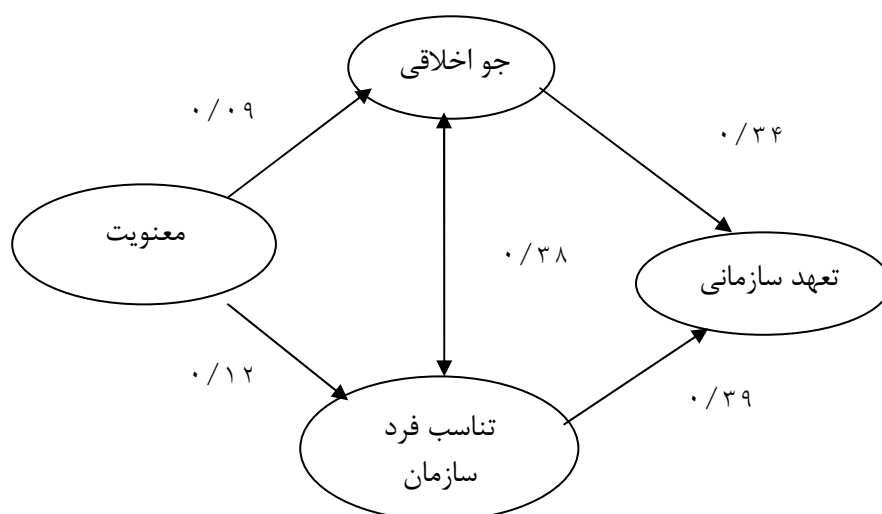 جو اخلاقی
۰/۰۹
۰/۳۴
معنویت
۰/۳۸
تعهد سازمانی
۰/۱۲
۰/۳۹
تناسب فرد
سازمان